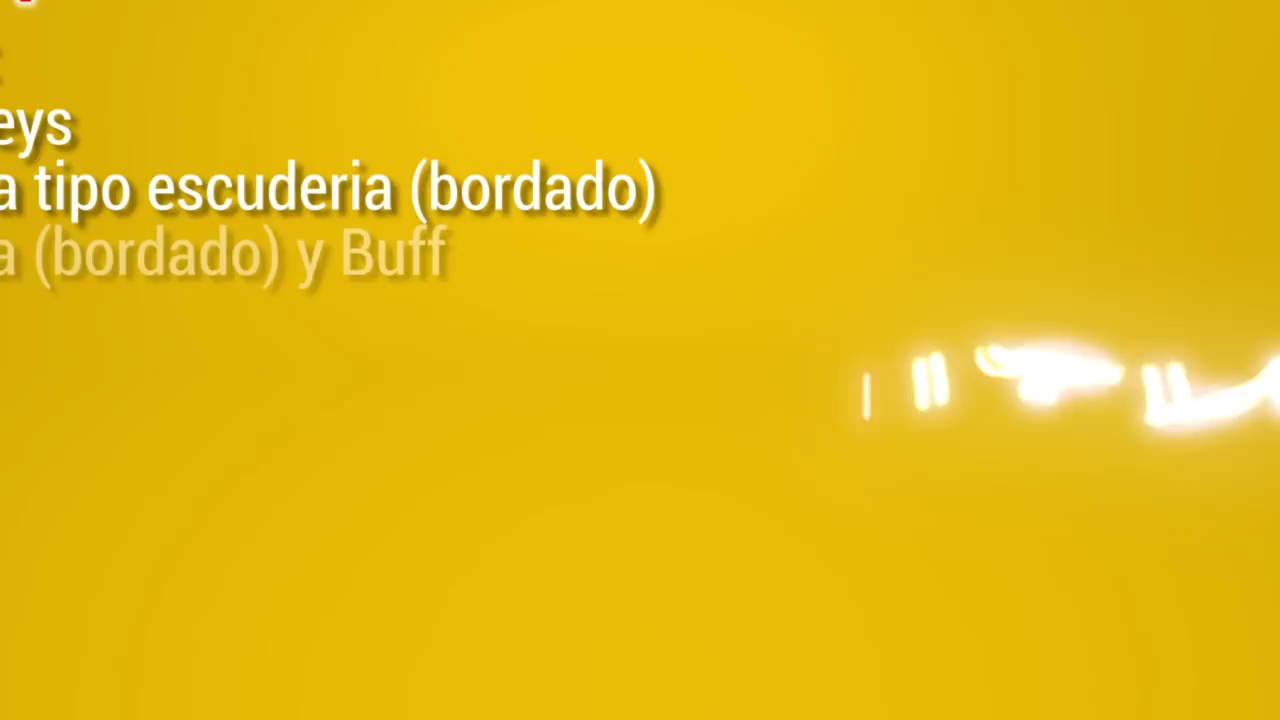 eys
a tipo escuderia (bordado)
a (bordado) y Buff